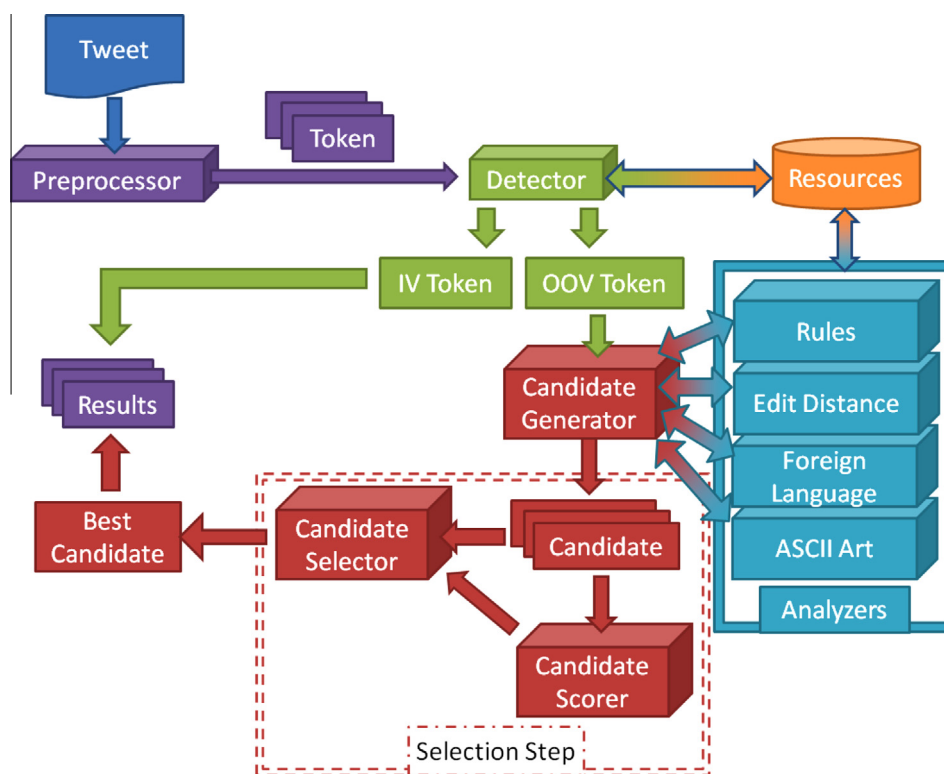 Tweet
Token
Preprocessor
Detector
Resources
IV Token
OOV Token
Rules
Results
Candidate
Generator
Edit Distance
Foreign
Language
Best
Candidate
Candidate
Selector
Candidate
ASCII Art
Analyzers
Candidate
Scorer
Selection Step